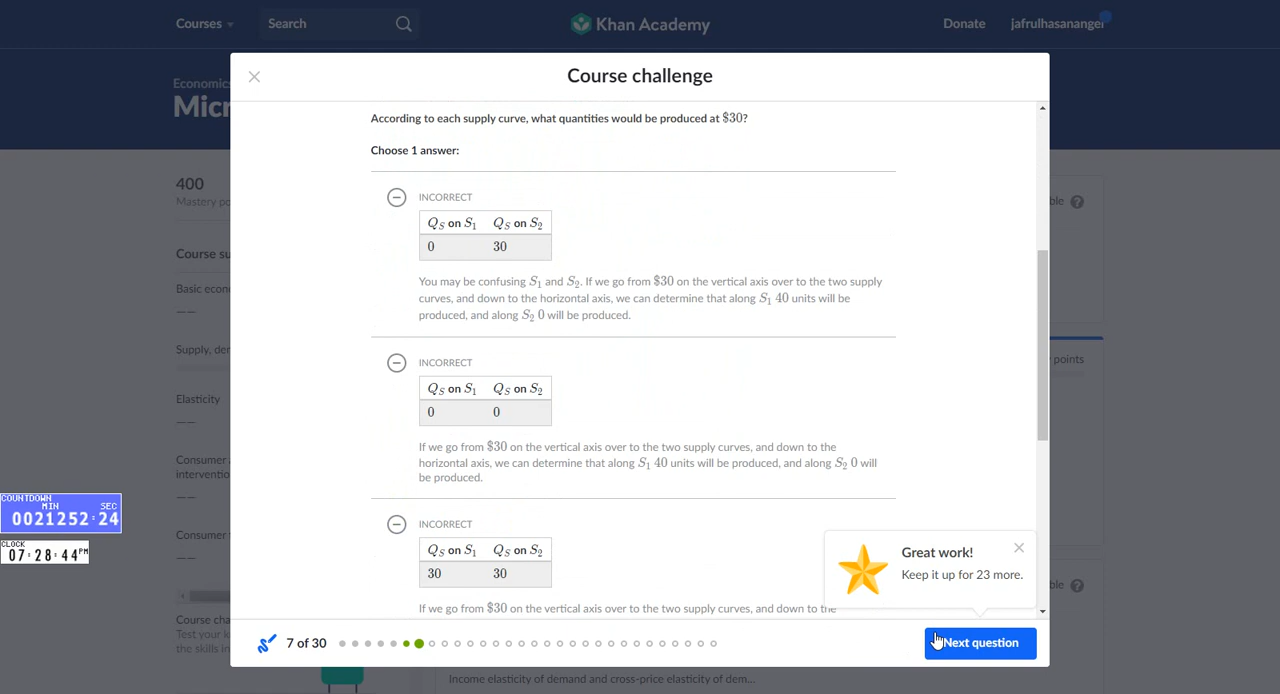 Courses
Search
Khan Academy
Donate
jafrulhasananger
Economics
Micr
Course challenge
According to each supply curve, what quantities would be produced at $30?
Choose 1 answer:
INCORRECT
Q_S on S_1 Q_S on S_2
0 30
You may be confusing S_1 and S_2. If we go from $30 on the vertical axis over to the two supply
curves, and down to the horizontal axis, we can determine that along S_1 40 units will be
produced, and along S_2 0 will be produced.
INCORRECT
Q_S on S_1 Q_S on S_2
0 0
If we go from $30 on the vertical axis over to the two supply curves, and down to the
horizontal axis, we can determine that along S_1 40 units will be produced, and along S_2 0 will
be produced.
INCORRECT
Q_S on S_1 Q_S on S_2
30 30
If we go from $30 on the vertical axis over to the two supply curves, and down to the
Great work!
Keep it up for 23 more.
7 of 30
Next question
400
Mastery po
Course su
Basic econ
Supply, der
Elasticity
Consumer
interventio
Consumer
Course cha
Test your k
the skills in
ble
points
ble
Income elasticity of demand and cross-price elasticity of dem...
COUNTDOWN
MIN SEC
0021252:24
CLOCK
07:28:44PM